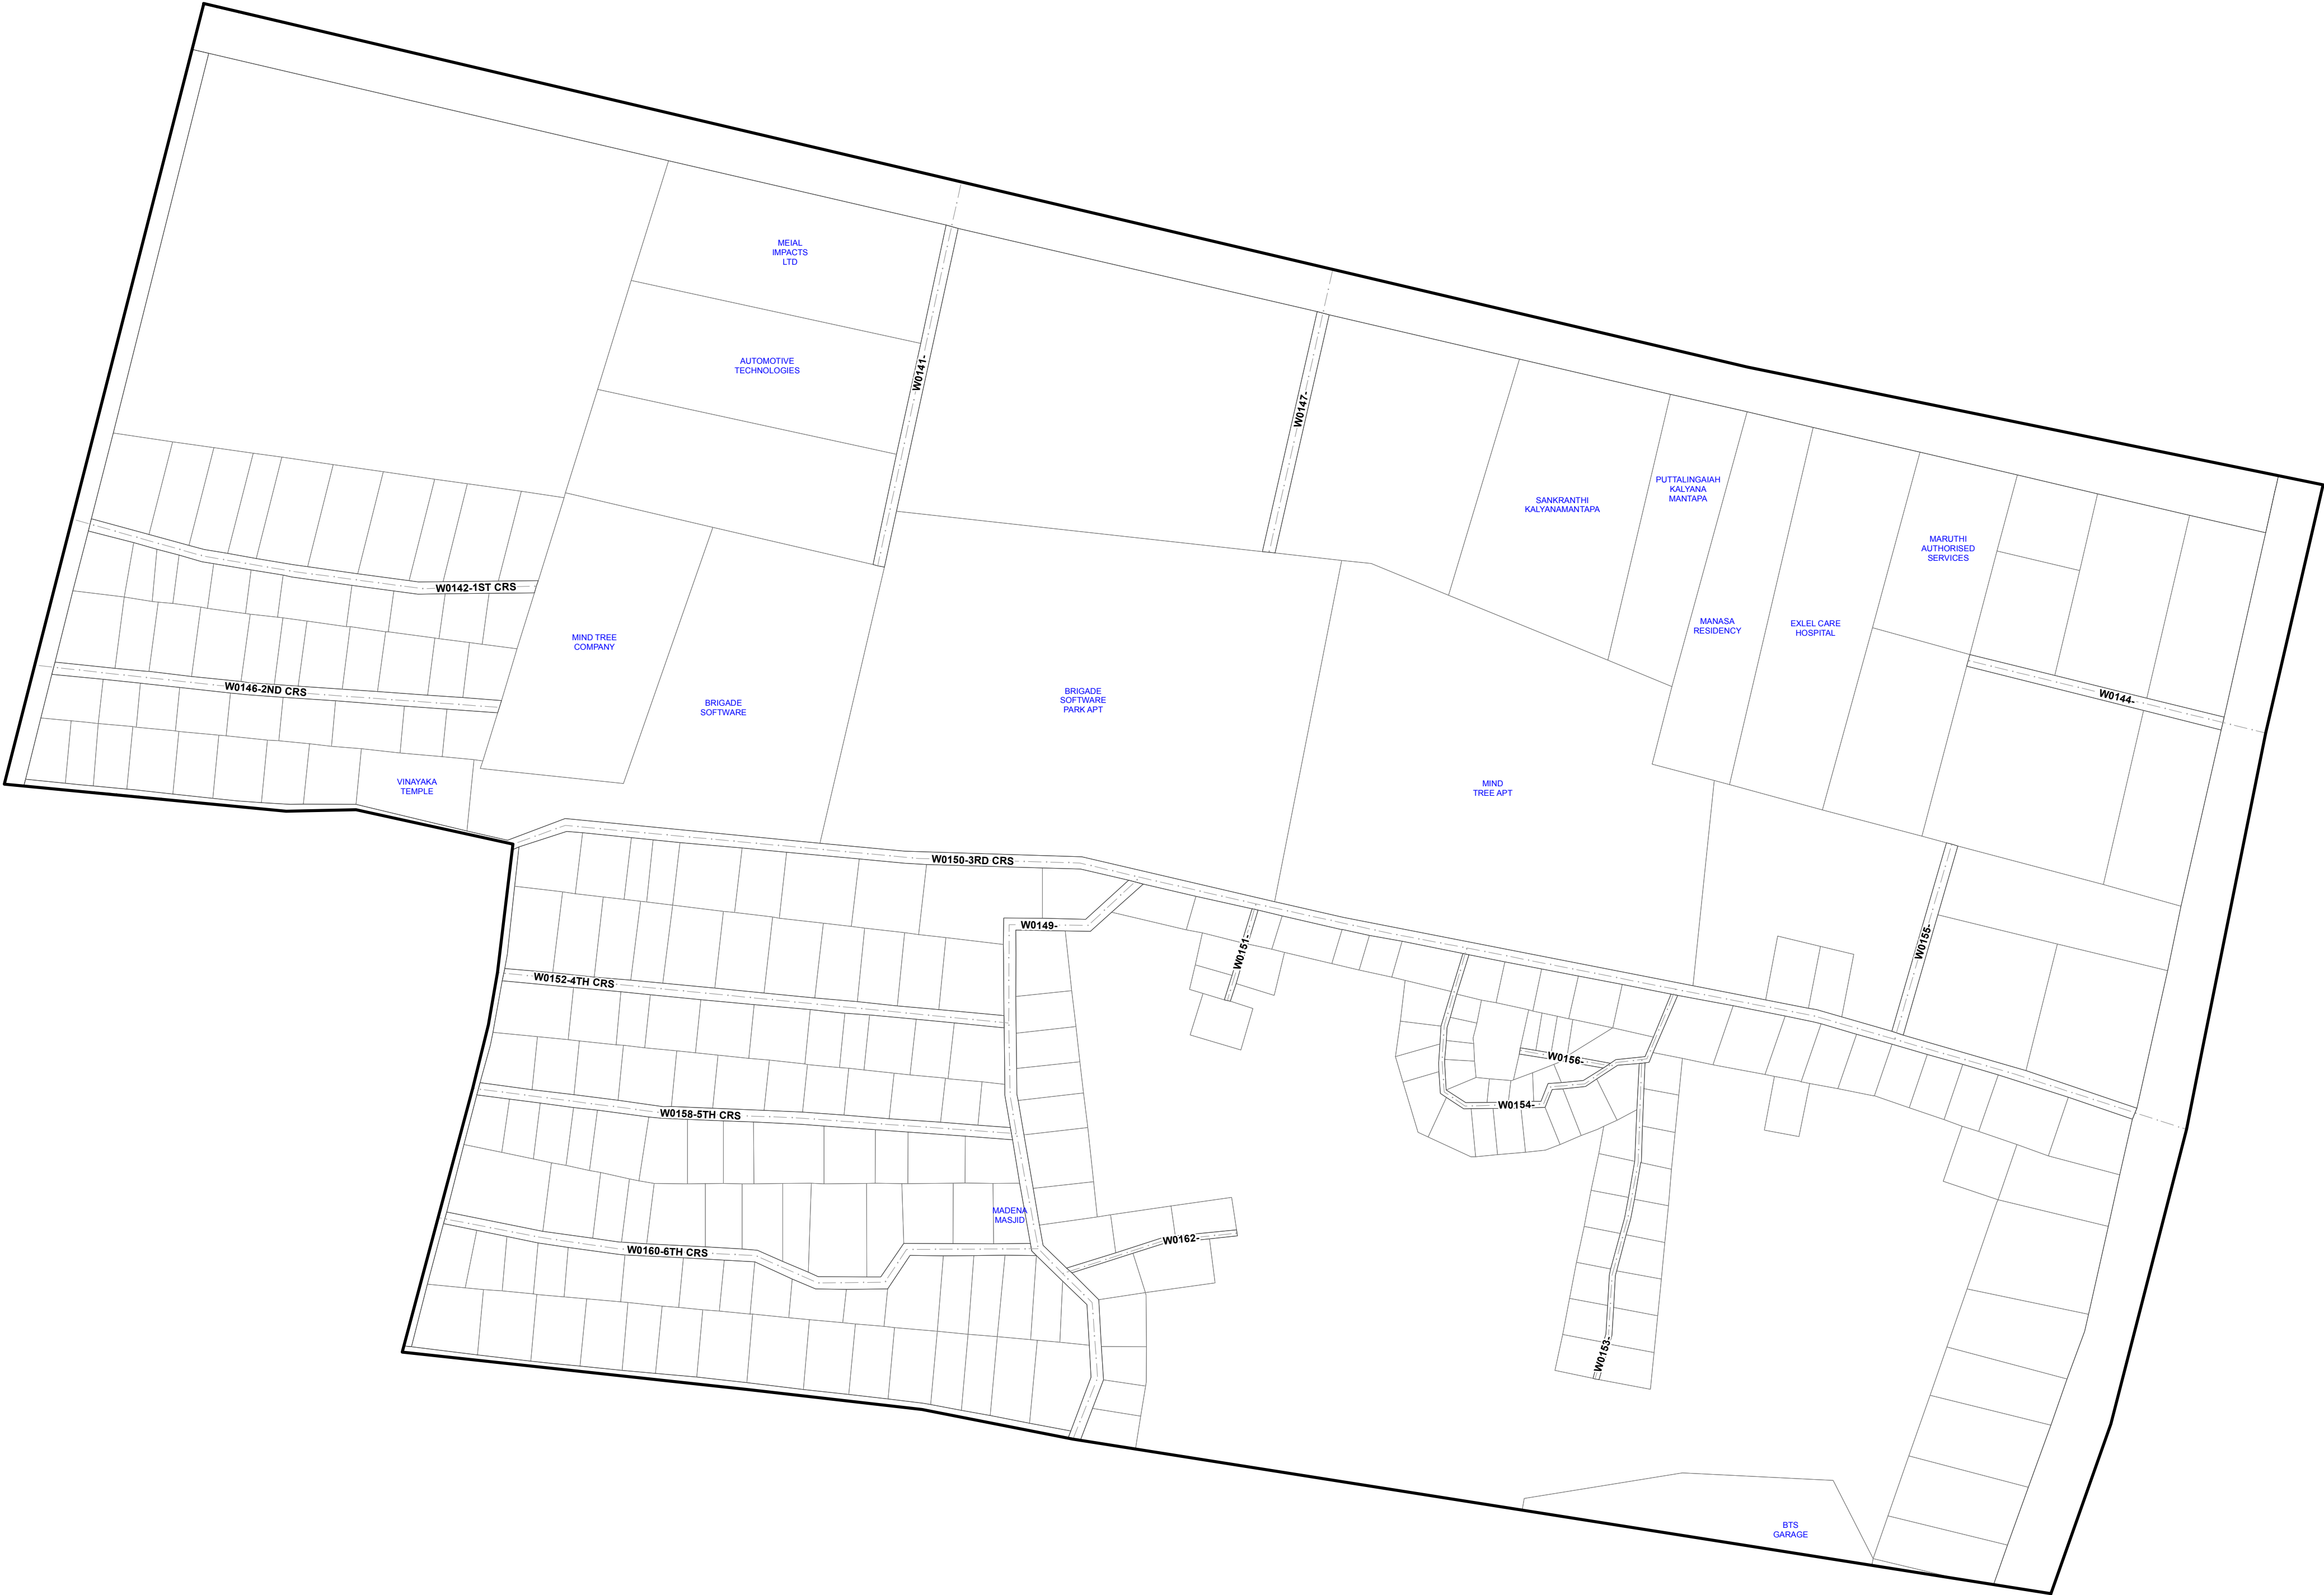 MEIAL
IMPACTS
LTD
AUTOMOTIVE
TECHNOLOGIES
W0141-
W0147-
PUTTALINGAIAH
KALYANA
MANTAPA
SANKRANTHI
KALYANAMANTAPA
MARUTHI
AUTHORISED
SERVICES
W0142-1ST CRS
MIND TREE
COMPANY
MANASA
RESIDENCY
EXLEL CARE
HOSPITAL
W0146-2ND CRS
BRIGADE
SOFTWARE
BRIGADE
SOFTWARE
PARK APT
W0144-
VINAYAKA
TEMPLE
MIND
TREE APT
W0150-3RD CRS
W0149-
W0151-
W0155-
W0152-4TH CRS
W0156-
W0154-
W0158-5TH CRS
MADENA
MASJID
W0162-
W0160-6TH CRS
W0153-
BTS
GARAGE